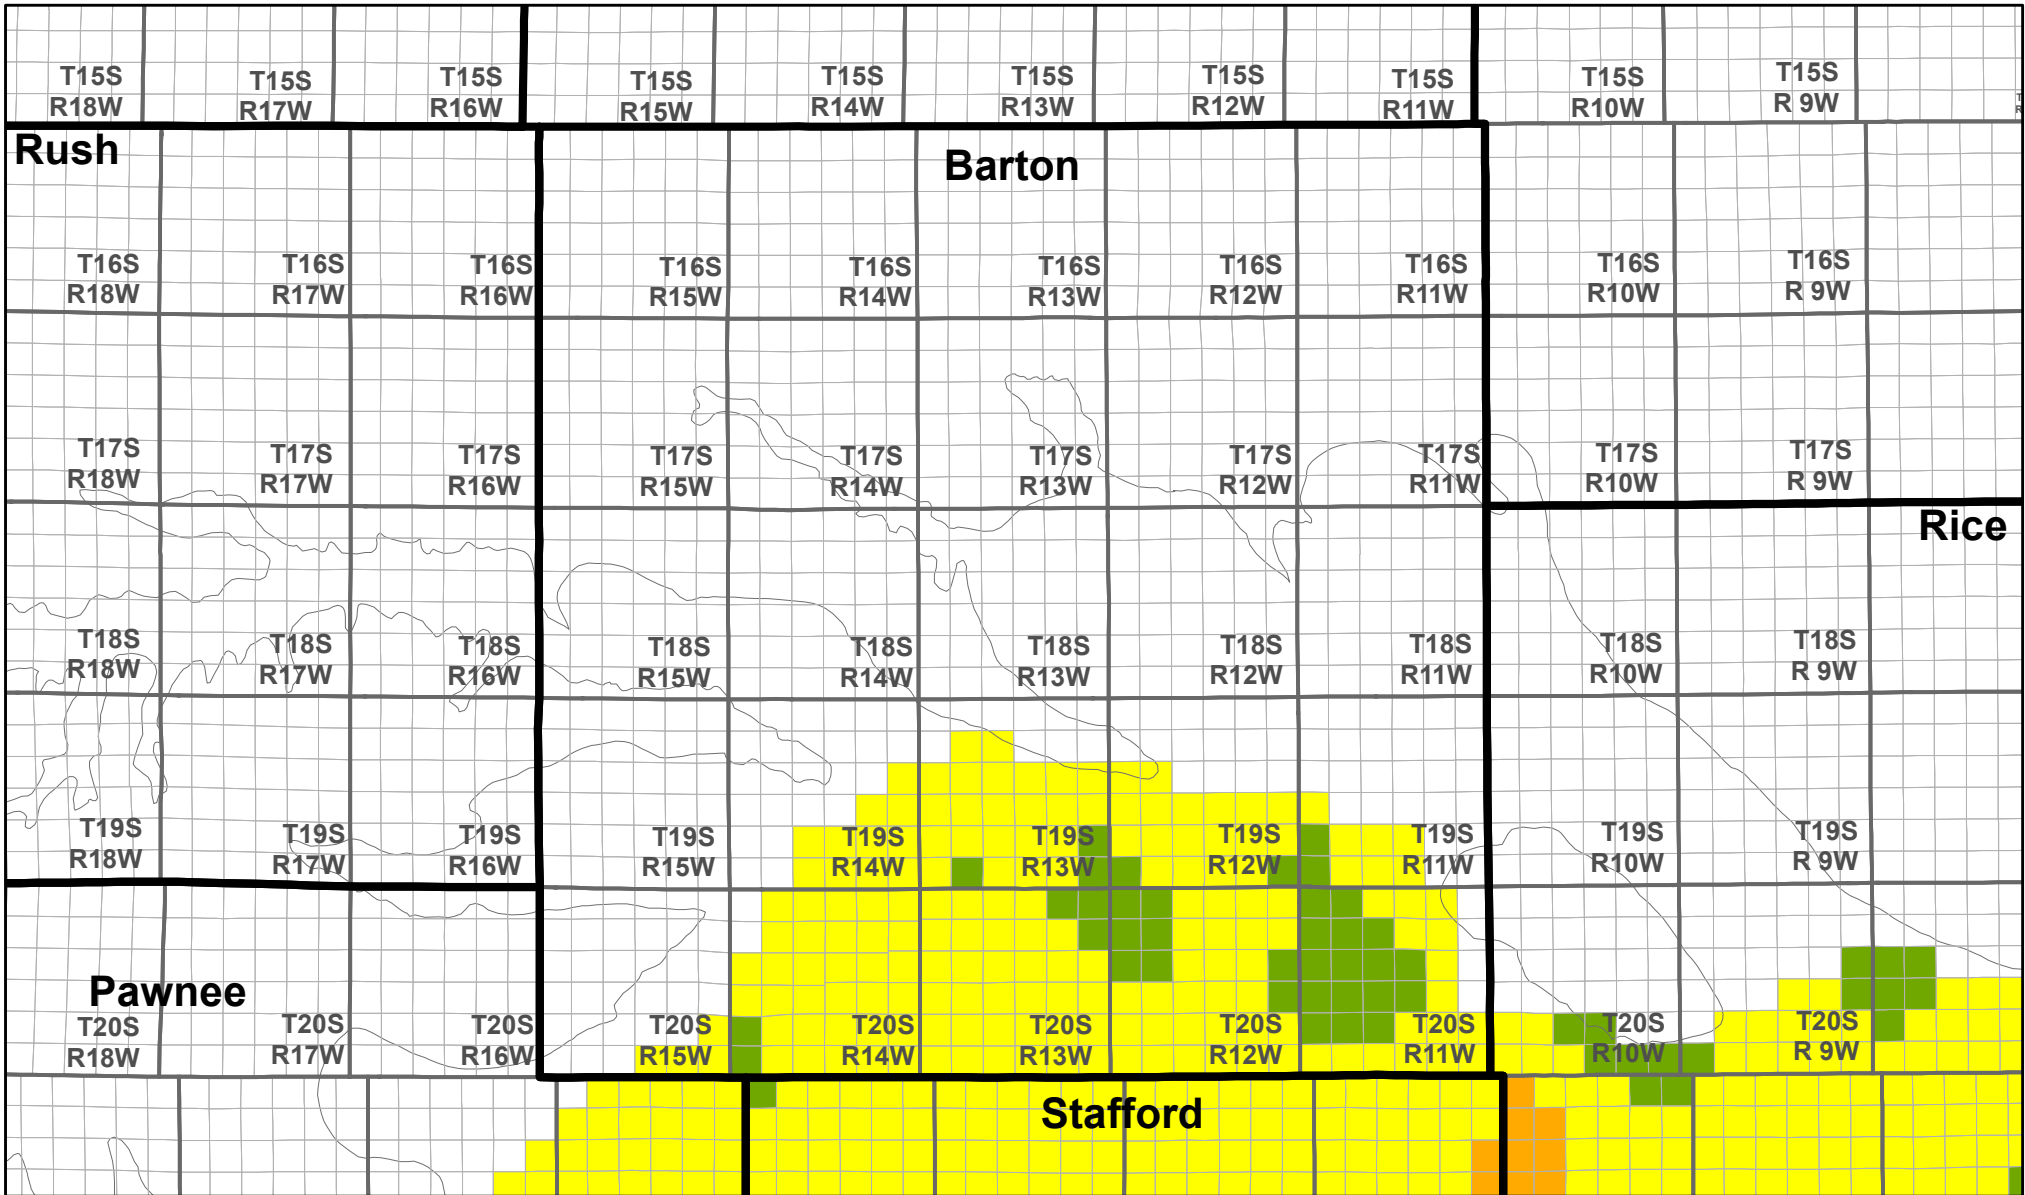 T15S T15S T15S T15S T15S T15S T15S T15S T15S T15S
R18W R17W R16W R15W R14W R13W R12W R11W R10W R 9W
Rush
Barton
T16S T16S T16S T16S T16S T16S T16S T16S T16S T16S
R18W R17W R16W R15W R14W R13W R12W R11W R10W R 9W
T17S T17S T17S T17S T17S T17S T17S T17S T17S T17S
R18W R17W R16W R15W R14W R13W R12W R11W R10W R 9W
Rice
T18S T18S T18S T18S T18S T18S T18S T18S T18S T18S
R18W R17W R16W R15W R14W R13W R12W R11W R10W R 9W
T19S T19S T19S T19S T19S T19S T19S T19S T19S T19S
R18W R17W R16W R15W R14W R13W R12W R11W R10W R 9W
Pawnee
T20S T20S T20S T20S T20S T20S T20S T20S T20S T20S
R18W R17W R16W R15W R14W R13W R12W R11W R10W R 9W
Stafford